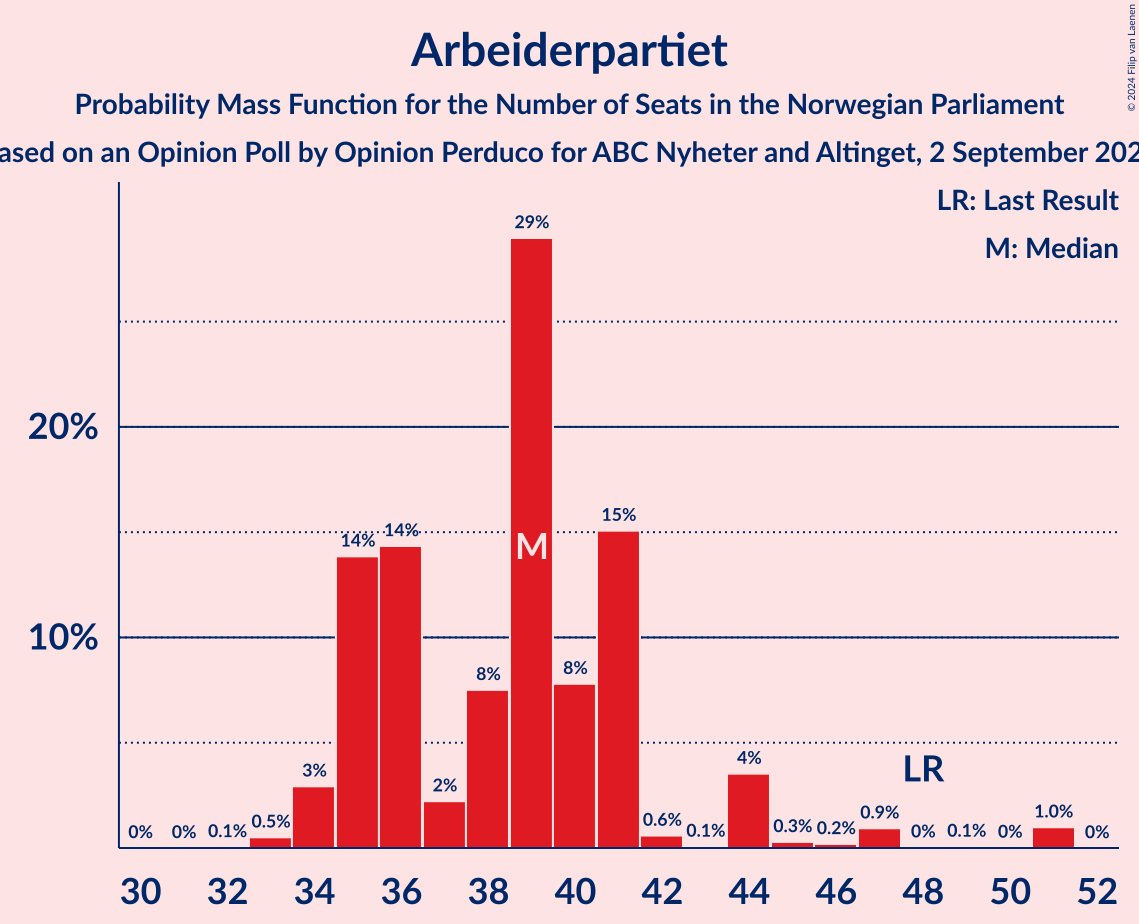 © 2024 Filip van Laenen
Arbeiderpartiet
Probability Mass Function for the Number of Seats in the Norwegian Parliament
ased on an Opinion Poll by Opinion Perduco for ABC Nyheter and Altinget, 2 September 202
LR: Last Result
M: Median
29%
20%
15%
14% 14%
M
10%
8% 8%
4%
LR
3%
2%
0% 0% 0.1% 0.5% 0.6% 0.1% 0.3% 0.2% 0.9% 0% 0.1% 0% 1.0% 0%
30 32 34 36 38 40 42 44 46 48 50 52